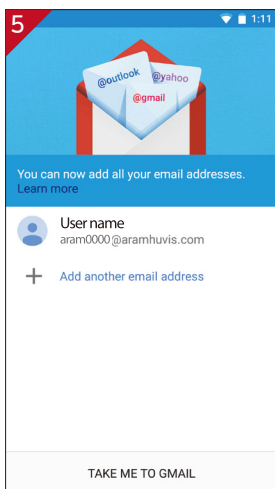 5
1:11
@outlook
@yahoo
@gmail
You can now add all your email addresses.
Learn more
User name
aram0000@aramhuvis.com
+ Add another email address
TAKE ME TO GMAIL